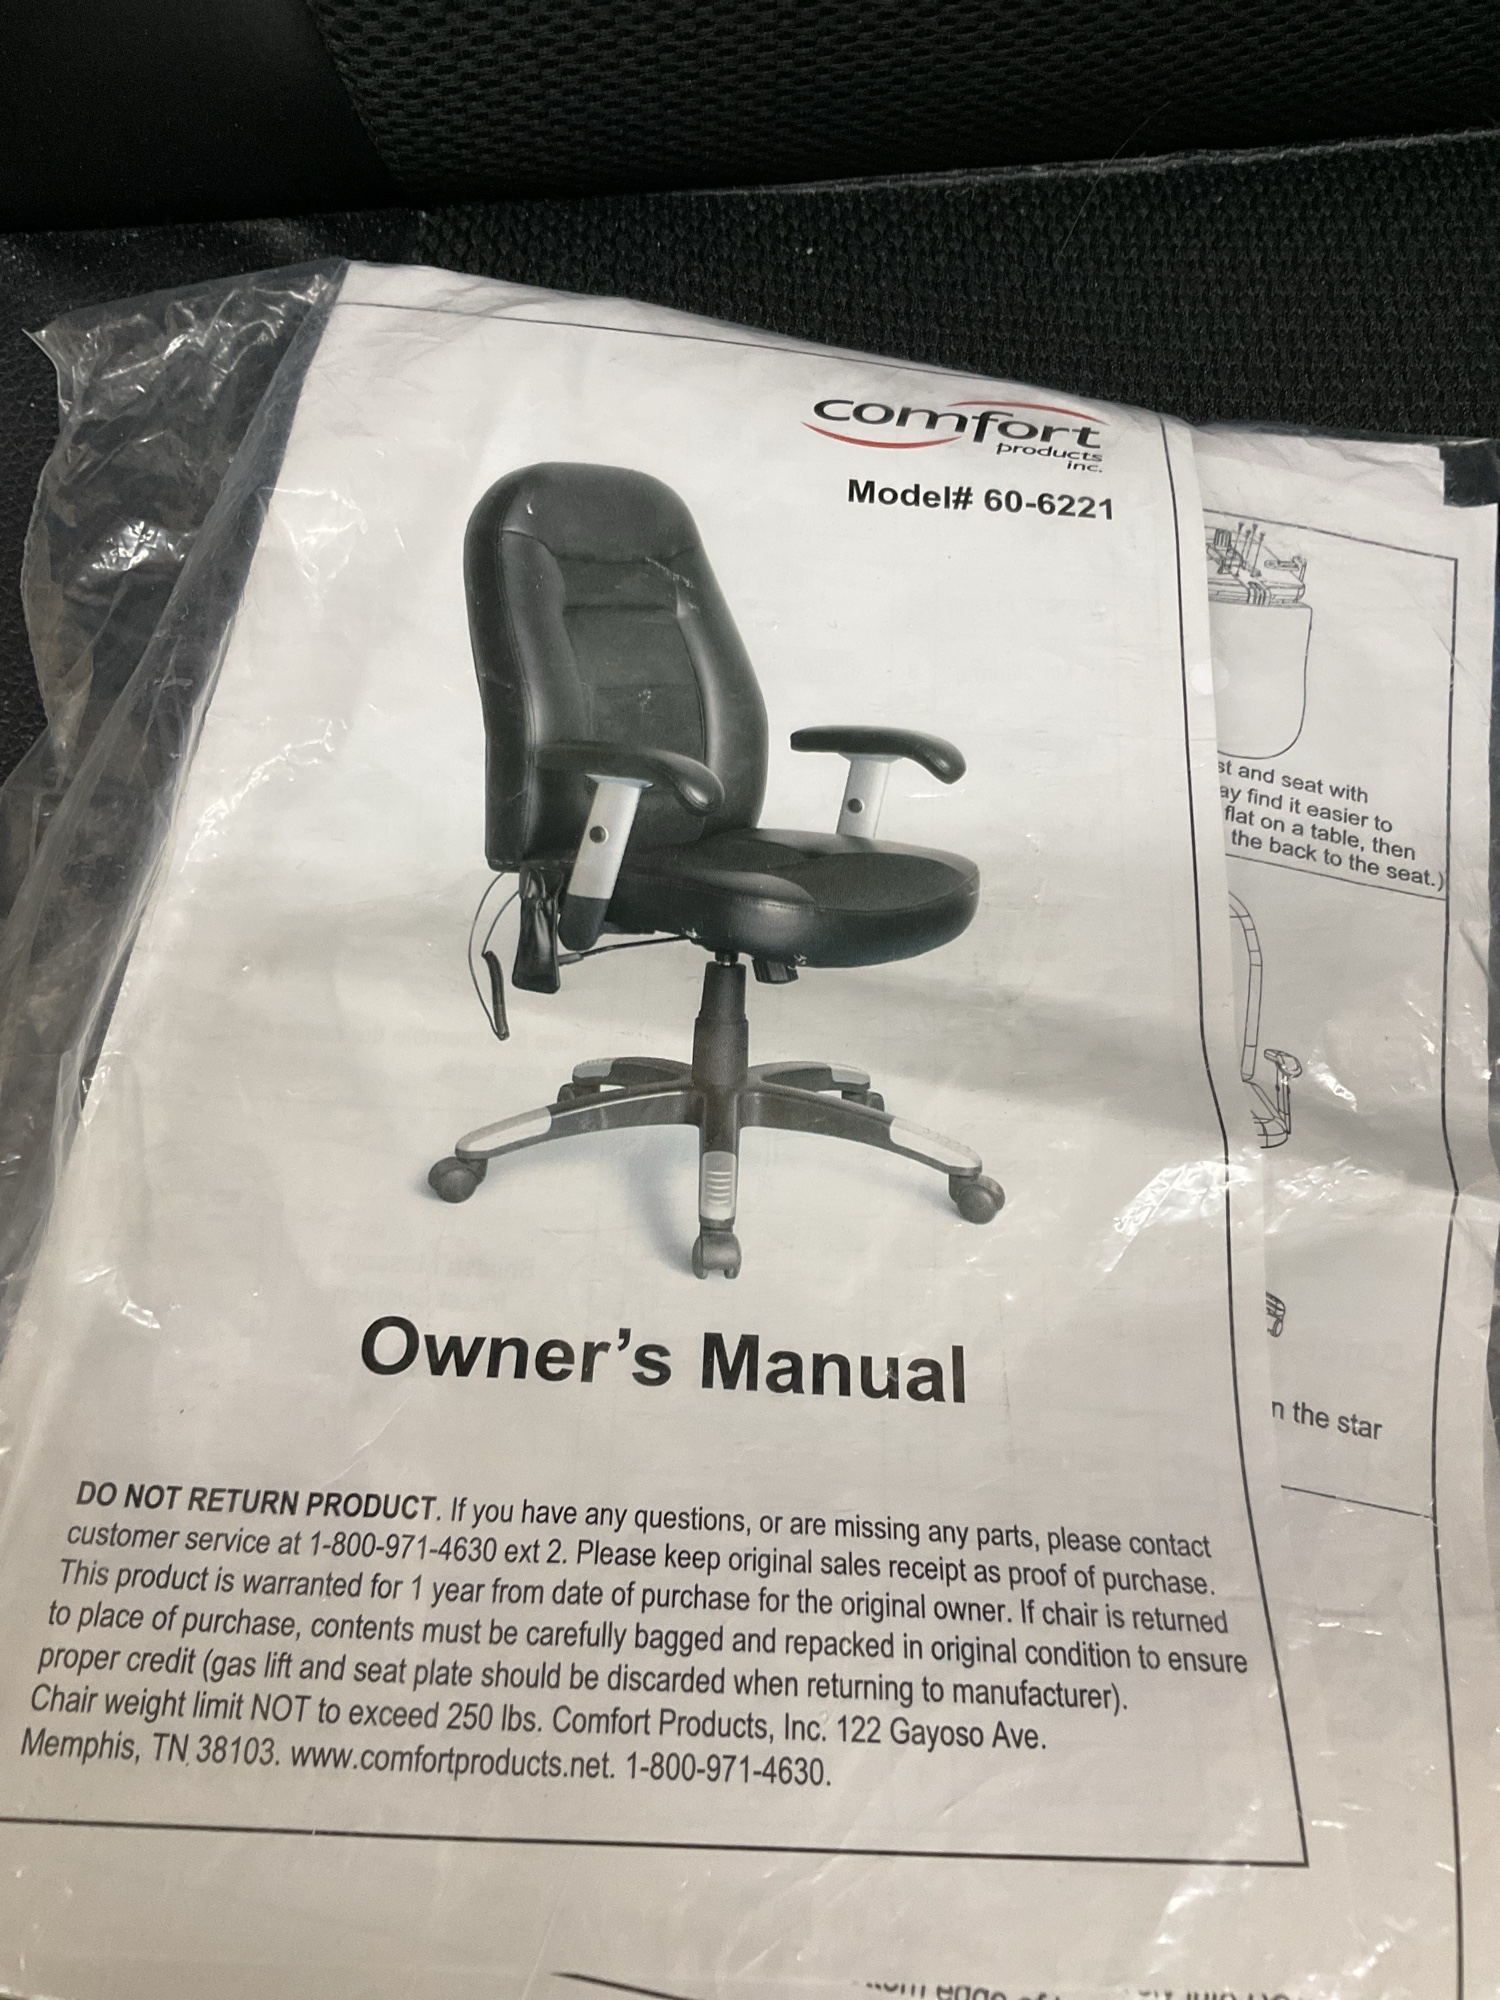 comfort
products
inc.
Model# 60-6221
st and seat with
ay find it easier to
flat on a table, then
the back to the seat.)
n the star
Owner's Manual
DO NOT RETURN PRODUCT. If you have any questions, or are missing any parts, please contact
customer service at 1-800-971-4630 ext 2. Please keep original sales receipt as proof of purchase.
This product is warranted for 1 year from date of purchase for the original owner. If chair is returned
to place of purchase, contents must be carefully bagged and repacked in original condition to ensure
proper credit (gas lift and seat plate should be discarded when returning to manufacturer).
Chair weight limit NOT to exceed 250 lbs. Comfort Products, Inc. 122 Gayoso Ave.
Memphis, TN 38103. www.comfortproducts.net. 1-800-971-4630.